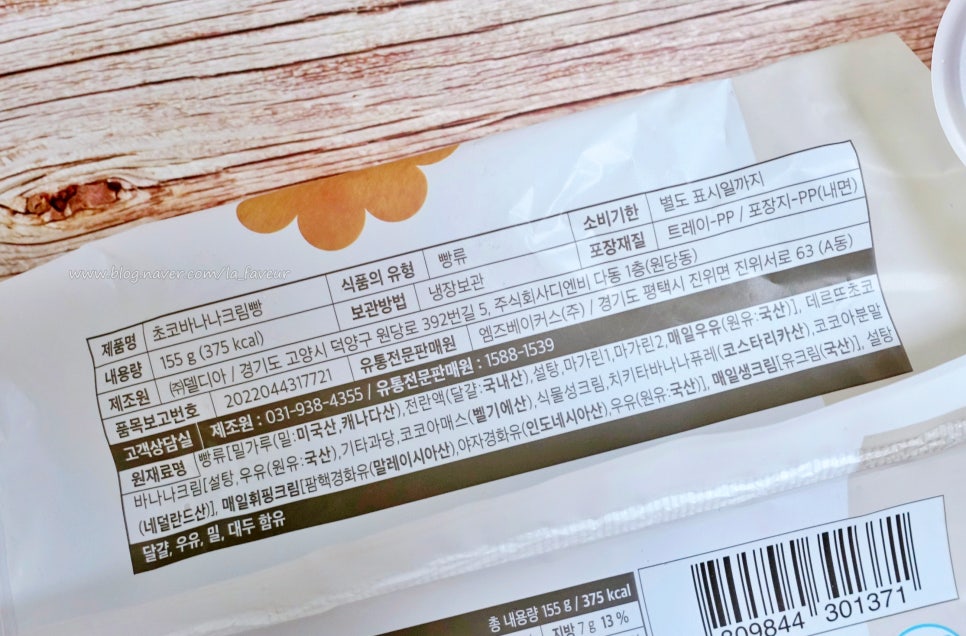 www.blog.naver.com/la_faveur
제품명 초코바나나크림빵 식품의 유형 빵류 소비기한 별도 표시일까지
내용량 155 g (375 kcal) 보관방법 냉장보관 포장재질 트레이-PP / 포장지-PP(내면)
제조원 ㈜델디아 / 경기도 고양시 덕양구 원당로 392번길 5, 주식회사디엔비 다동 1층(원당동)
품목보고번호 202204431​7721 유통전문판매원 엠즈베이커스(주) / 경기도 평택시 진위면 진위서로 63 (A동)
고객상담실 제조원 : 031-938-4355 / 유통전문판매원 : 1588-1539
원재료명 빵류[밀가루(밀:미국산, 캐나다산),전란액(달걀:국내산),설탕,마가린1,마가린2,매일우유(원유:국산)], 데르뜨초코
바나나크림[설탕, 우유(원유:국산),기타과당,코코아매스(벨기에산),식물성크림,치키타바나나퓨레(코스타리카산),코코아분말
(네덜란드산)], 매일휘핑크림[팜핵경화유(말레이시아산),야자경화유(인도네시아산),우유(원유:국산)], 매일생크림[유크림(국산)], 설탕
달걀, 우유, 밀, 대두 함유
총 내용량 155 g / 375 kcal
지방 7 g 13 %
309844 301371